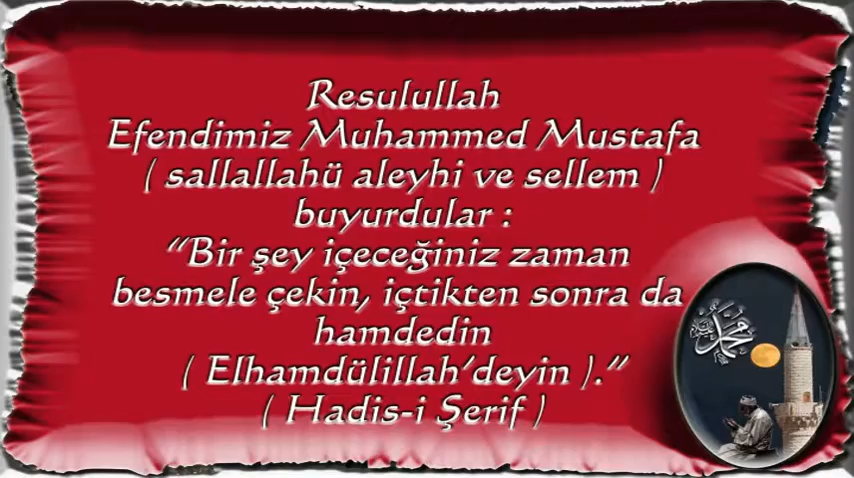 Resulullah
Efendimiz Muhammed Mustafa
( sallallahü aleyhi ve sellem )
buyurdular :
“Bir şey içeceğiniz zaman
besmele çekin, içtikten sonra da
hamdedin
( Elhamdülillah’deyin ).”
( Hadis-i Şerif )
محمد